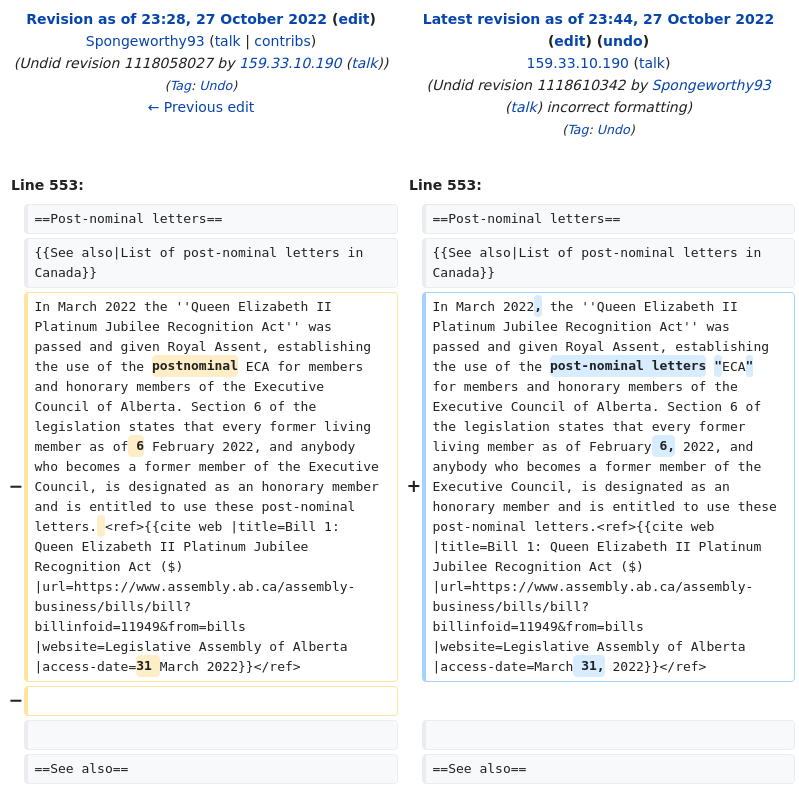 Revision as of 23:28, 27 October 2022 (edit)
Spongeworthy93 (talk | contribs)
(Undid revision 1118058027 by 159.33.10.190 (talk))
(Tag: Undo)
← Previous edit
Latest revision as of 23:44, 27 October 2022
(edit) (undo)
159.33.10.190 (talk)
(Undid revision 1118610342 by Spongeworthy93
(talk) incorrect formatting)
(Tag: Undo)
Line 553:
==Post-nominal letters==
{{See also|List of post-nominal letters in
Canada}}
− In March 2022 the ''Queen Elizabeth II
Platinum Jubilee Recognition Act'' was
passed and given Royal Assent, establishing
the use of the postnominal ECA for members
and honorary members of the Executive
Council of Alberta. Section 6 of the
legislation states that every former living
member as of 6 February 2022, and anybody
who becomes a former member of the Executive
Council, is designated as an honorary member
and is entitled to use these post-nominal
letters. <ref>{{cite web |title=Bill 1:
Queen Elizabeth II Platinum Jubilee
Recognition Act ($)
|url=https://www.assembly.ab.ca/assembly-
business/bills/bill?
billinfoid=11949&from=bills
|website=Legislative Assembly of Alberta
|access-date=31 March 2022}}</ref>
−
==See also==
Line 553:
==Post-nominal letters==
{{See also|List of post-nominal letters in
Canada}}
+ In March 2022, the ''Queen Elizabeth II
Platinum Jubilee Recognition Act'' was
passed and given Royal Assent, establishing
the use of the post-nominal letters "ECA"
for members and honorary members of the
Executive Council of Alberta. Section 6 of
the legislation states that every former
living member as of February 6, 2022, and
anybody who becomes a former member of the
Executive Council, is designated as an
honorary member and is entitled to use these
post-nominal letters.<ref>{{cite web
|title=Bill 1: Queen Elizabeth II Platinum
Jubilee Recognition Act ($)
|url=https://www.assembly.ab.ca/assembly-
business/bills/bill?
billinfoid=11949&from=bills
|website=Legislative Assembly of Alberta
|access-date=March 31, 2022}}</ref>
==See also==